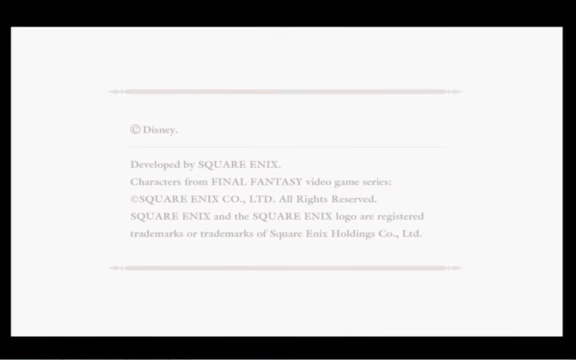 © Disney.
Developed by SQUARE ENIX.
Characters from FINAL FANTASY video game series:
©SQUARE ENIX CO., LTD. All Rights Reserved.
SQUARE ENIX and the SQUARE ENIX logo are registered
trademarks or trademarks of Square Enix Holdings Co., Ltd.